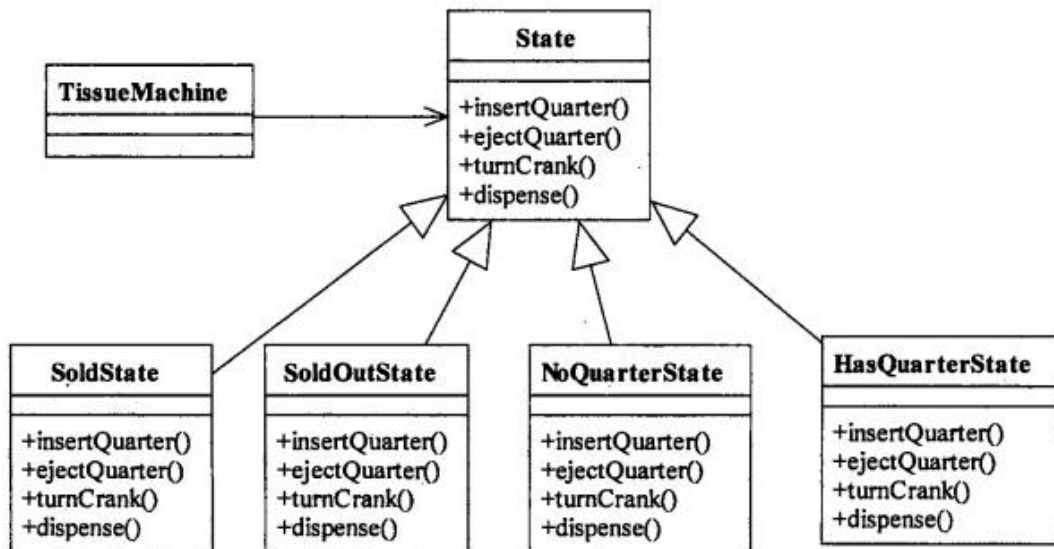 State
+insertQuarter()
+ejectQuarter()
+turnCrank()
+dispense()
TissueMachine
SoldState
+insertQuarter()
+ejectQuarter()
+turnCrank()
+dispense()
SoldOutState
+insertQuarter()
+ejectQuarter()
+turnCrank()
+dispense()
NoQuarterState
+insertQuarter()
+ejectQuarter()
+turnCrank()
+dispense()
HasQuarterState
+insertQuarter()
+ejectQuarter()
+turnCrank()
+dispense()